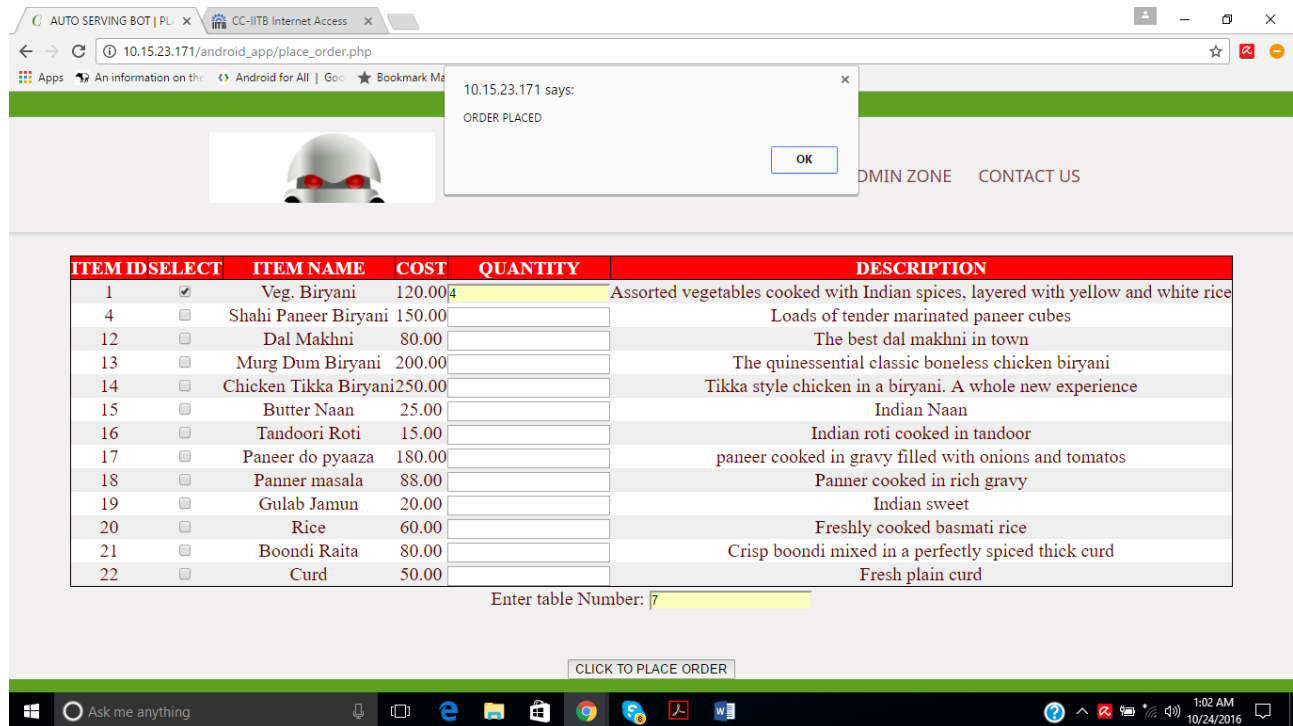 AUTO SERVING BOT | PL
CC-IITB Internet Access
10.15.23.171/android_app/place_order.php
Apps An information on the Android for All | Goo Bookmark Ma
10.15.23.171 says:
ORDER PLACED
OK
DMIN ZONE CONTACT US
ITEM ID SELECT ITEM NAME COST QUANTITY DESCRIPTION
1 Veg. Biryani 120.00 4 Assorted vegetables cooked with Indian spices, layered with yellow and white rice
4 Shahi Paneer Biryani 150.00 Loads of tender marinated paneer cubes
12 Dal Makhni 80.00 The best dal makhni in town
13 Murg Dum Biryani 200.00 The quinessential classic boneless chicken biryani
14 Chicken Tikka Biryani 250.00 Tikka style chicken in a biryani. A whole new experience
15 Butter Naan 25.00 Indian Naan
16 Tandoori Roti 15.00 Indian roti cooked in tandoor
17 Paneer do pyaaza 180.00 paneer cooked in gravy filled with onions and tomatos
18 Panner masala 88.00 Panner cooked in rich gravy
19 Gulab Jamun 20.00 Indian sweet
20 Rice 60.00 Freshly cooked basmati rice
21 Boondi Raita 80.00 Crisp boondi mixed in a perfectly spiced thick curd
22 Curd 50.00 Fresh plain curd
Enter table Number: 7
CLICK TO PLACE ORDER
Ask me anything
1:02 AM
10/24/2016